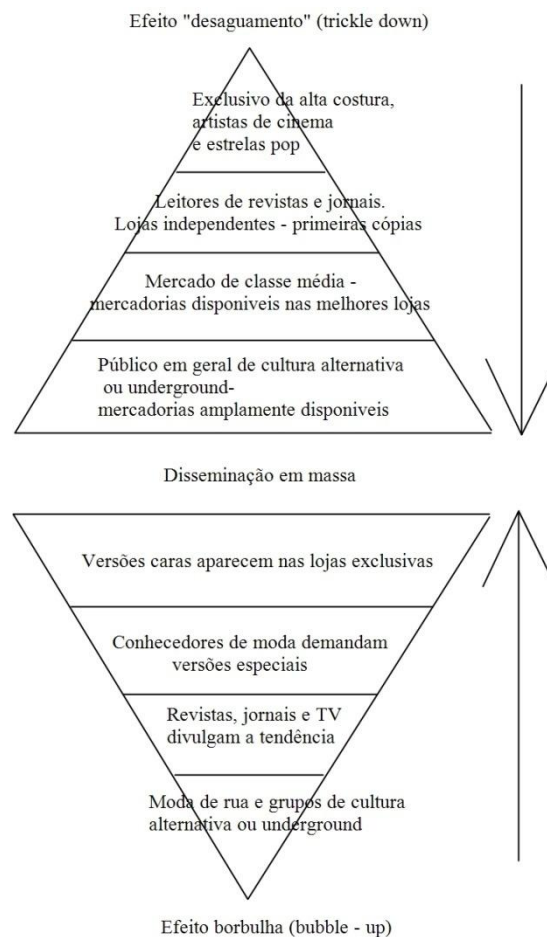 Efeito "desaguamento" (trickle down)
Exclusivo da alta costura,
artistas de cinema
e estrelas pop
Leitores de revistas e jornais.
Lojas independentes - primeiras cópias
Mercado de classe média -
mercadorias disponiveis nas melhores lojas
Público em geral de cultura alternativa
ou underground-
mercadorias amplamente disponiveis
Disseminação em massa
Versões caras aparecem nas lojas exclusivas
Conhecedores de moda demandam
versões especiais
Revistas, jornais e TV
divulgam a tendência
Moda de rua e grupos de cultura
alternativa ou underground
Efeito borbulha (bubble - up)